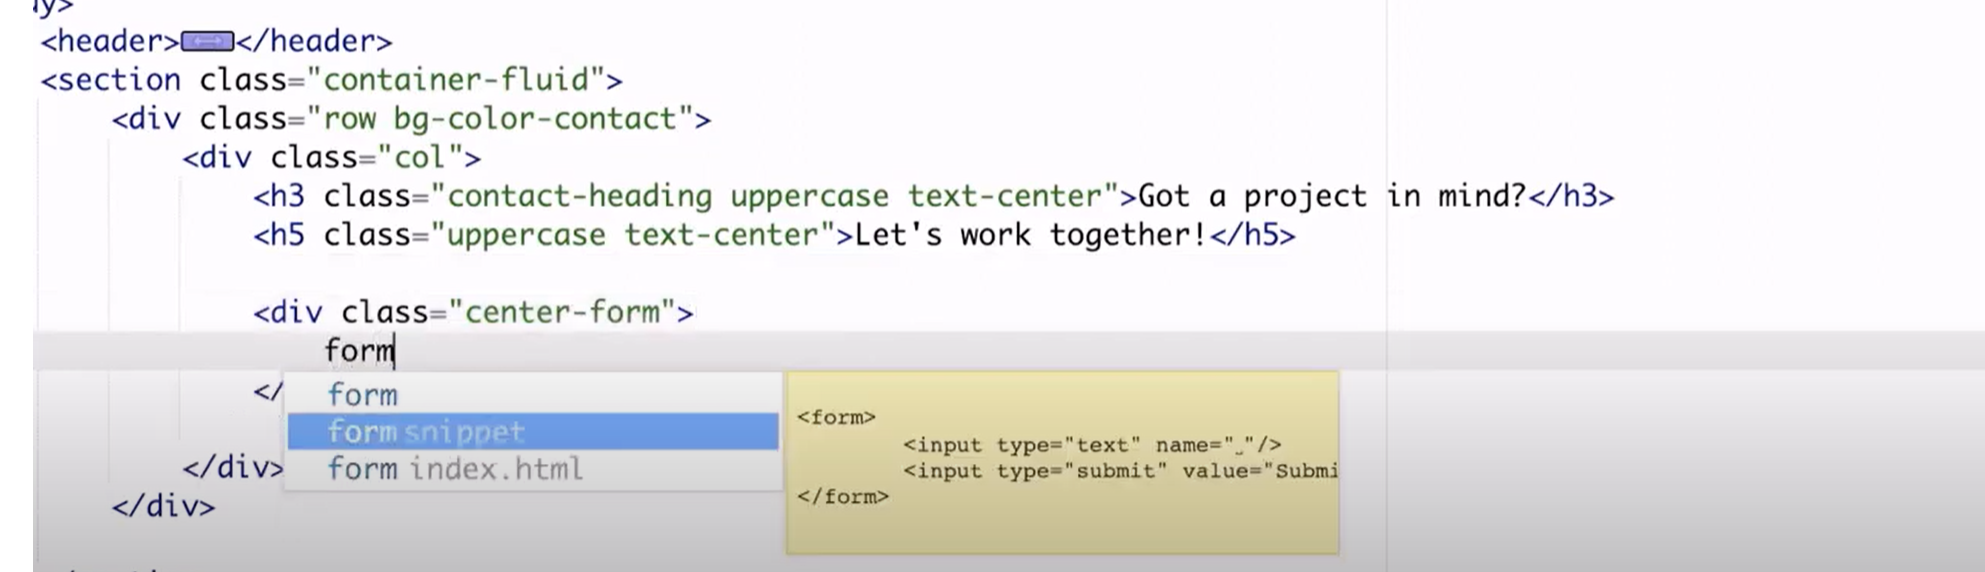 <header></header>
<section class="container-fluid">
<div class="row bg-color-contact">
<div class="col">
<h3 class="contact-heading uppercase text-center">Got a project in mind?</h3>
<h5 class="uppercase text-center">Let's work together!</h5>
<div class="center-form">
form
</
form
form snippet
form index.html
<form>
<input type="text" name="_"/>
<input type="submit" value="Submi
</form>
</div>
</div>